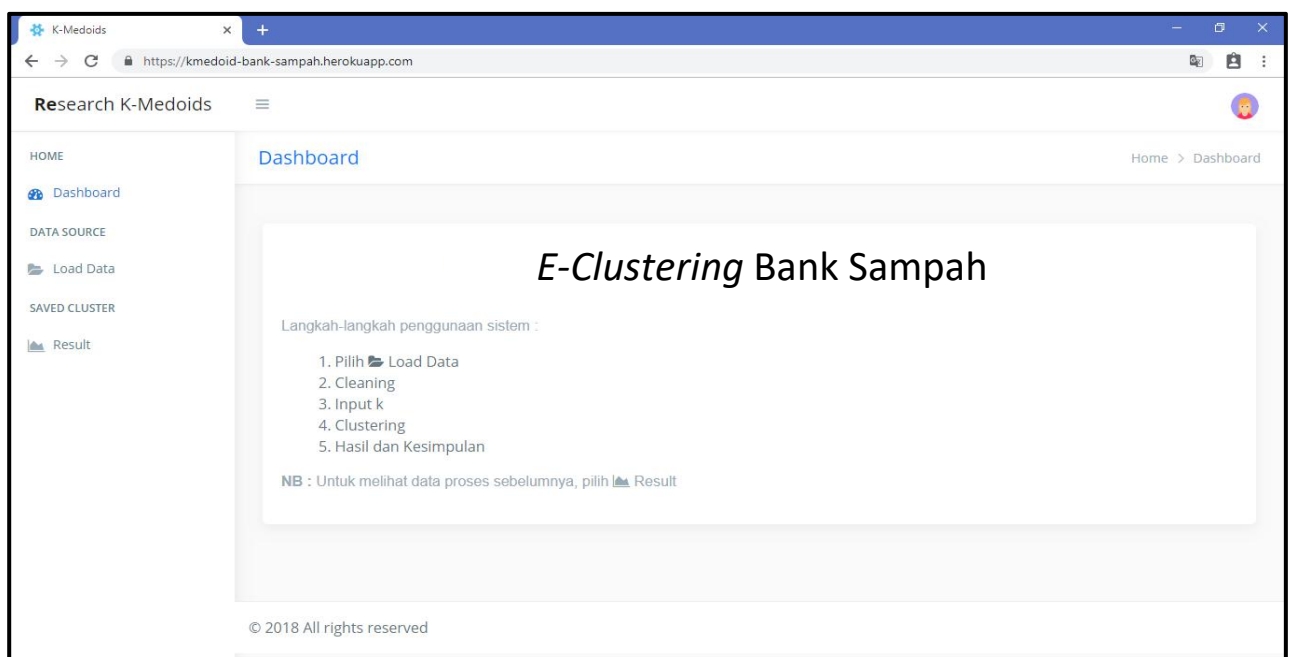 K-Medoids
https://kmedoid-bank-sampah.herokuapp.com
Research K-Medoids
HOME
Dashboard
DATA SOURCE
Load Data
SAVED CLUSTER
Result
Dashboard
Home > Dashboard
E-Clustering Bank Sampah
Langkah-langkah penggunaan sistem :
1. Pilih Load Data
2. Cleaning
3. Input k
4. Clustering
5. Hasil dan Kesimpulan
NB : Untuk melihat data proses sebelumnya, pilih Result
© 2018 All rights reserved